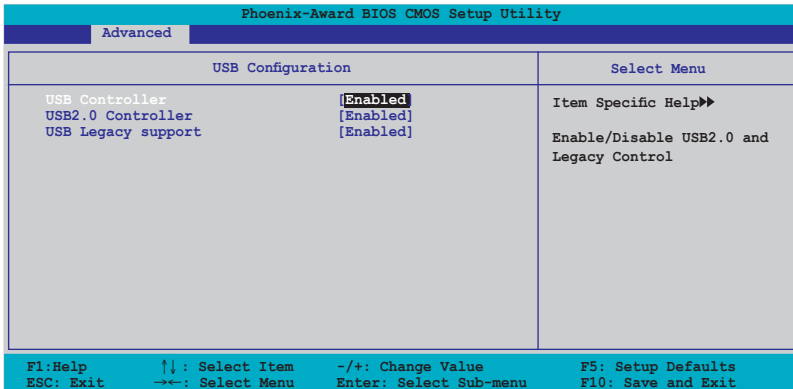 Phoenix-Award BIOS CMOS Setup Utility
Advanced
USB Configuration
Select Menu
USB Controller [Enabled]
USB2.0 Controller [Enabled]
USB Legacy support [Enabled]
Item Specific Help▶▶
Enable/Disable USB2.0 and
Legacy Control
F1:Help ↑↓: Select Item -/+: Change Value F5: Setup Defaults
ESC: Exit →←: Select Menu Enter: Select Sub-menu F10: Save and Exit